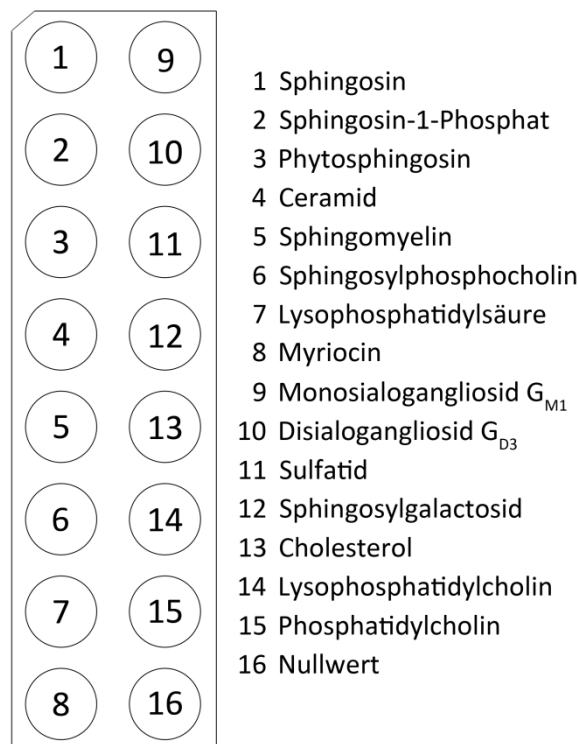 1 9
2 10
3 11
4 12
5 13
6 14
7 15
8 16
1 Sphingosin
2 Sphingosin-1-Phosphat
3 Phytosphingosin
4 Ceramid
5 Sphingomyelin
6 Sphingosylphosphocholin
7 Lysophosphatidylsäure
8 Myriocin
9 Monosialogangliosid GM1
10 Disialogangliosid GD3
11 Sulfatid
12 Sphingosylgalactosid
13 Cholesterol
14 Lysophosphatidylcholin
15 Phosphatidylcholin
16 Nullwert